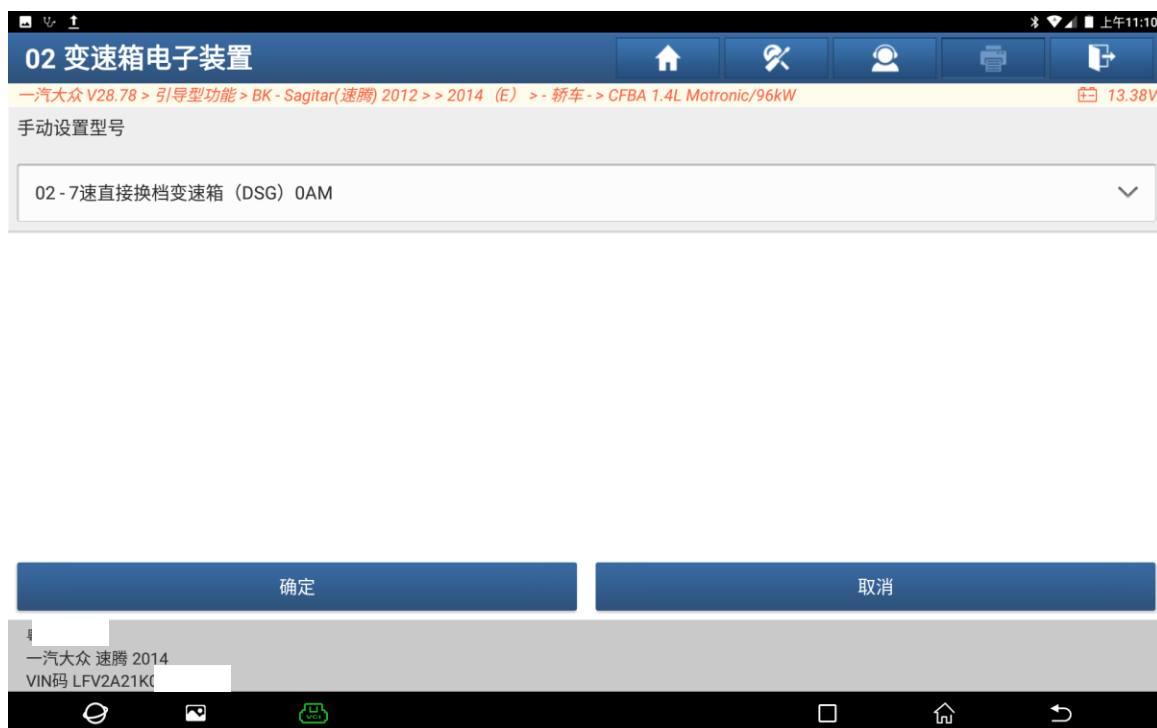 上午11:10
02 变速箱电子装置
一汽大众 V28.78 > 引导型功能 > BK - Sagitar(速腾) 2012 > > 2014（E） > - 轿车 - > CFBA 1.4L Motronic/96kW 13.38V
手动设置型号
02 - 7速直接换档变速箱（DSG）0AM
确定 取消
一汽大众 速腾 2014
VIN码 LFV2A21K
VCI